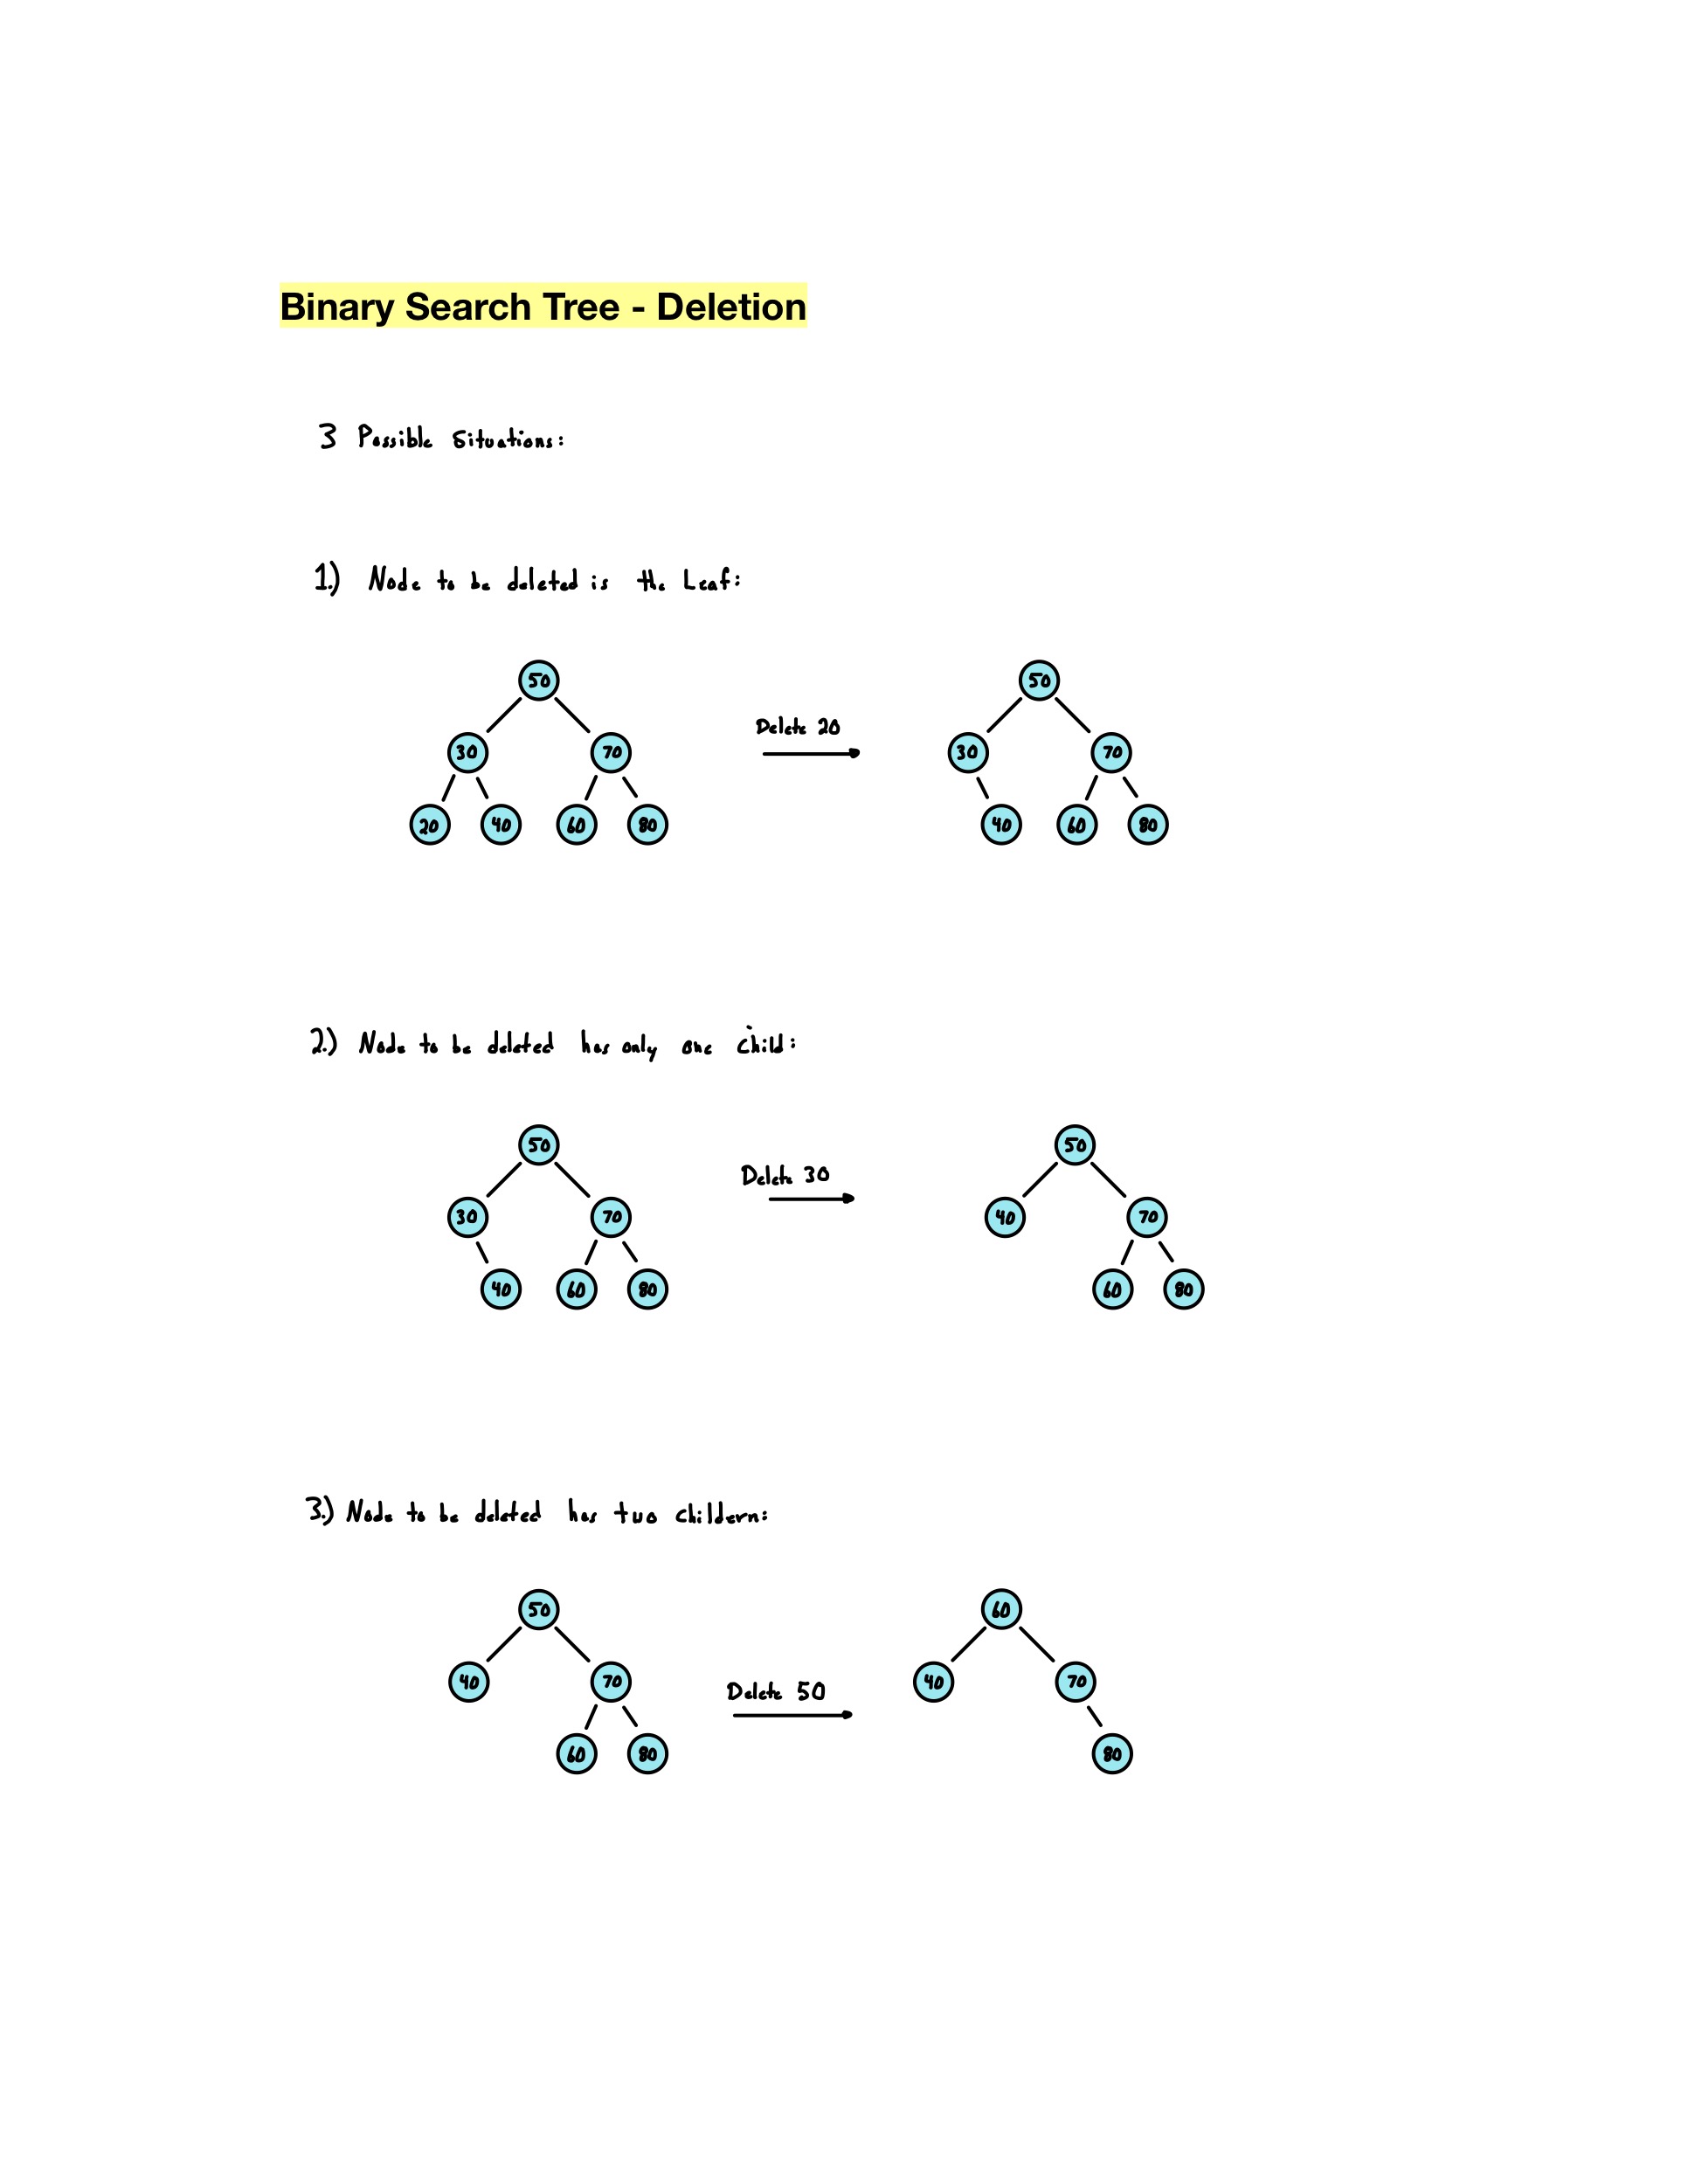 Binary Search Tree - Deletion
3 Possible Situations:
1.) Node to be deleted is the Leaf:
50 50
Delete 20
30 70 30 70
20 40 60 80 40 60 80
2.) Node to be deleted has only one child:
50 50
Delete 30
30 70 40 70
40 60 80 60 80
3.) Node to be deleted has two childern:
50 60
40 70 40 70
Delete 50
60 80 80